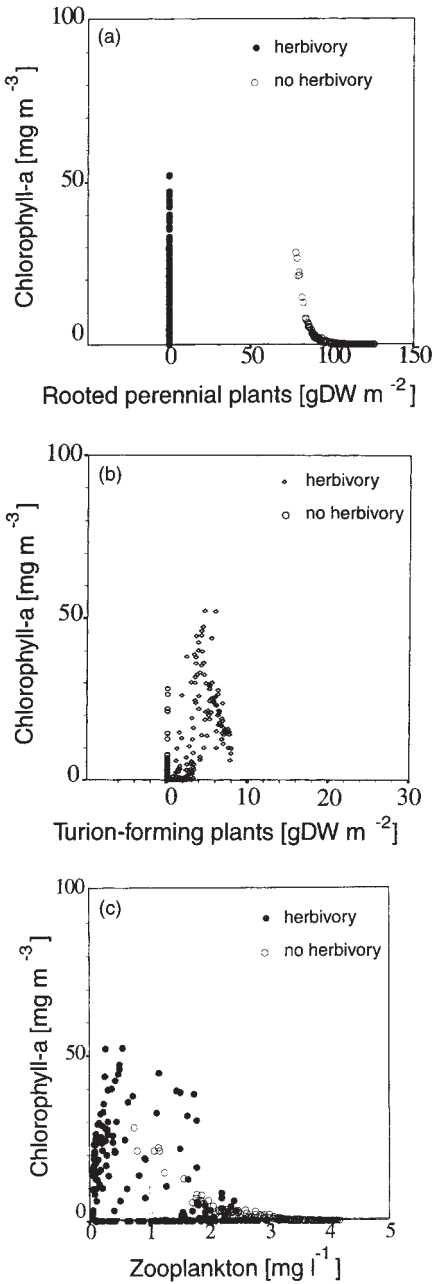 (a)
herbivory
no herbivory
100
50
0
Chlorophyll-a [mg m -3]
0 50 100 150
Rooted perennial plants [gDW m -2]
(b)
herbivory
no herbivory
100
50
0
Chlorophyll-a [mg m -3]
0 10 20 30
Turion-forming plants [gDW m -2]
(c)
herbivory
no herbivory
100
50
0
Chlorophyll-a [mg m -3]
0 1 2 3 4 5
Zooplankton [mg l -1]